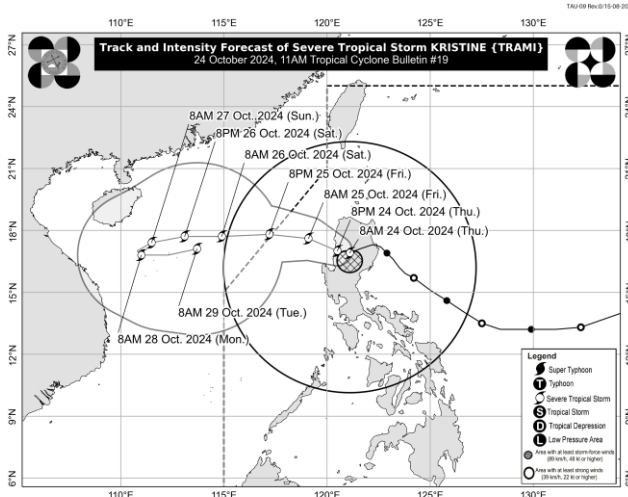 TAU-09 Rev.0/15-08-20
110°E 115°E 120°E 125°E 130°E
Track and Intensity Forecast of Severe Tropical Storm KRISTINE {TRAMI}
24 October 2024, 11AM Tropical Cyclone Bulletin #19
27°N
24°N
21°N
18°N
15°N
12°N
9°N
6°N
8AM 27 Oct. 2024 (Sun.)
8PM 26 Oct. 2024 (Sat.)
8AM 26 Oct. 2024 (Sat.)
8PM 25 Oct. 2024 (Fri.)
8AM 25 Oct. 2024 (Fri.)
8PM 24 Oct. 2024 (Thu.)
8AM 24 Oct. 2024 (Thu.)
8AM 29 Oct. 2024 (Tue.)
8AM 28 Oct. 2024 (Mon.)
24°N
21°N
18°N
15°N
Legend
Super Typhoon
T Typhoon
Severe Tropical Storm
S Tropical Storm
D Tropical Depression
L Low Pressure Area
Area with at least storm-force winds
(89 km/h, 48 kt or higher)
Area with at least strong winds
(39 km/h, 22 kt or higher)
110°E 115°E 120°E 125°E 130°E